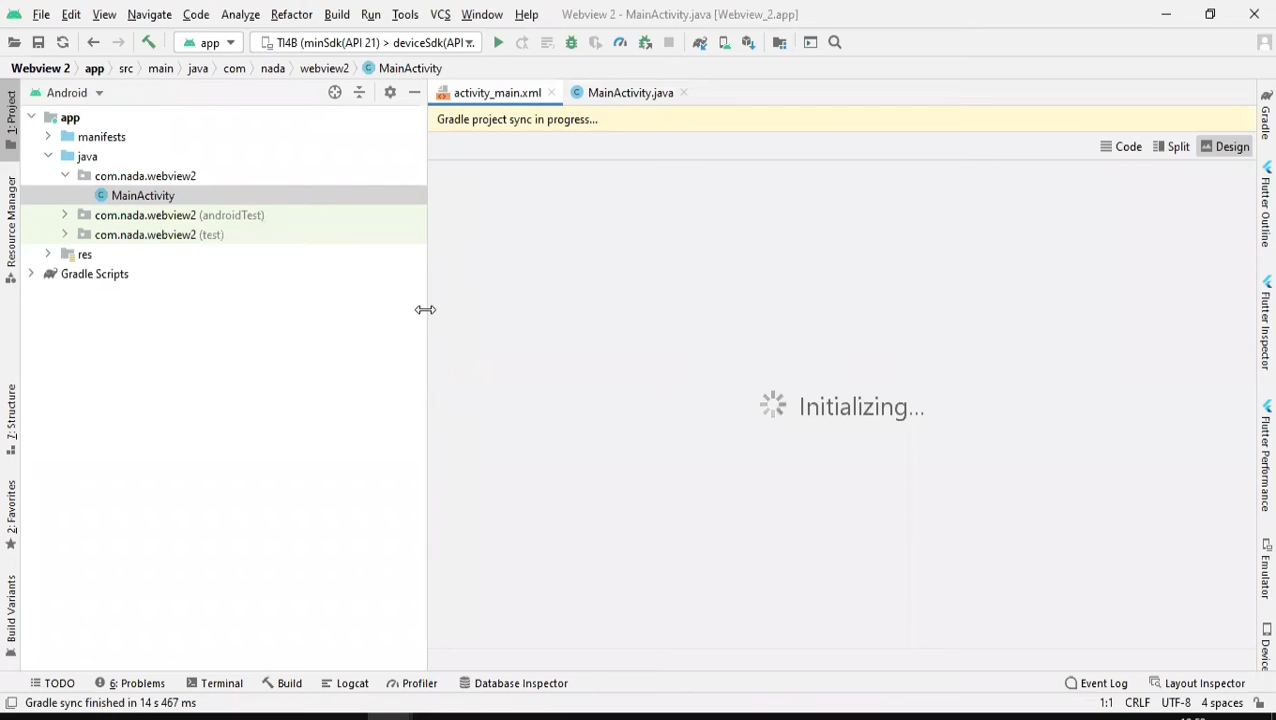 File Edit View Navigate Code Analyze Refactor Build Run Tools VCS Window Help Webview 2 - MainActivity.java [Webview_2.app]
app TI4B (minSdk(API 21) > deviceSdk(API
Webview 2 app src main java com nada webview2 MainActivity
Android
activity_main.xml MainActivity.java
Gradle project sync in progress...
Code Split Design
app
manifests
java
com.nada.webview2
MainActivity
com.nada.webview2 (androidTest)
com.nada.webview2 (test)
res
Gradle Scripts
Initializing...
1: Project
Resource Manager
7: Structure
2: Favorites
Build Variants
Gradle
Flutter Outline
Flutter Inspector
Flutter Performance
Emulator
TODO 6: Problems Terminal Build Logcat Profiler Database Inspector Event Log Layout Inspector
Gradle sync finished in 14 s 467 ms 1:1 CRLF UTF-8 4 spaces